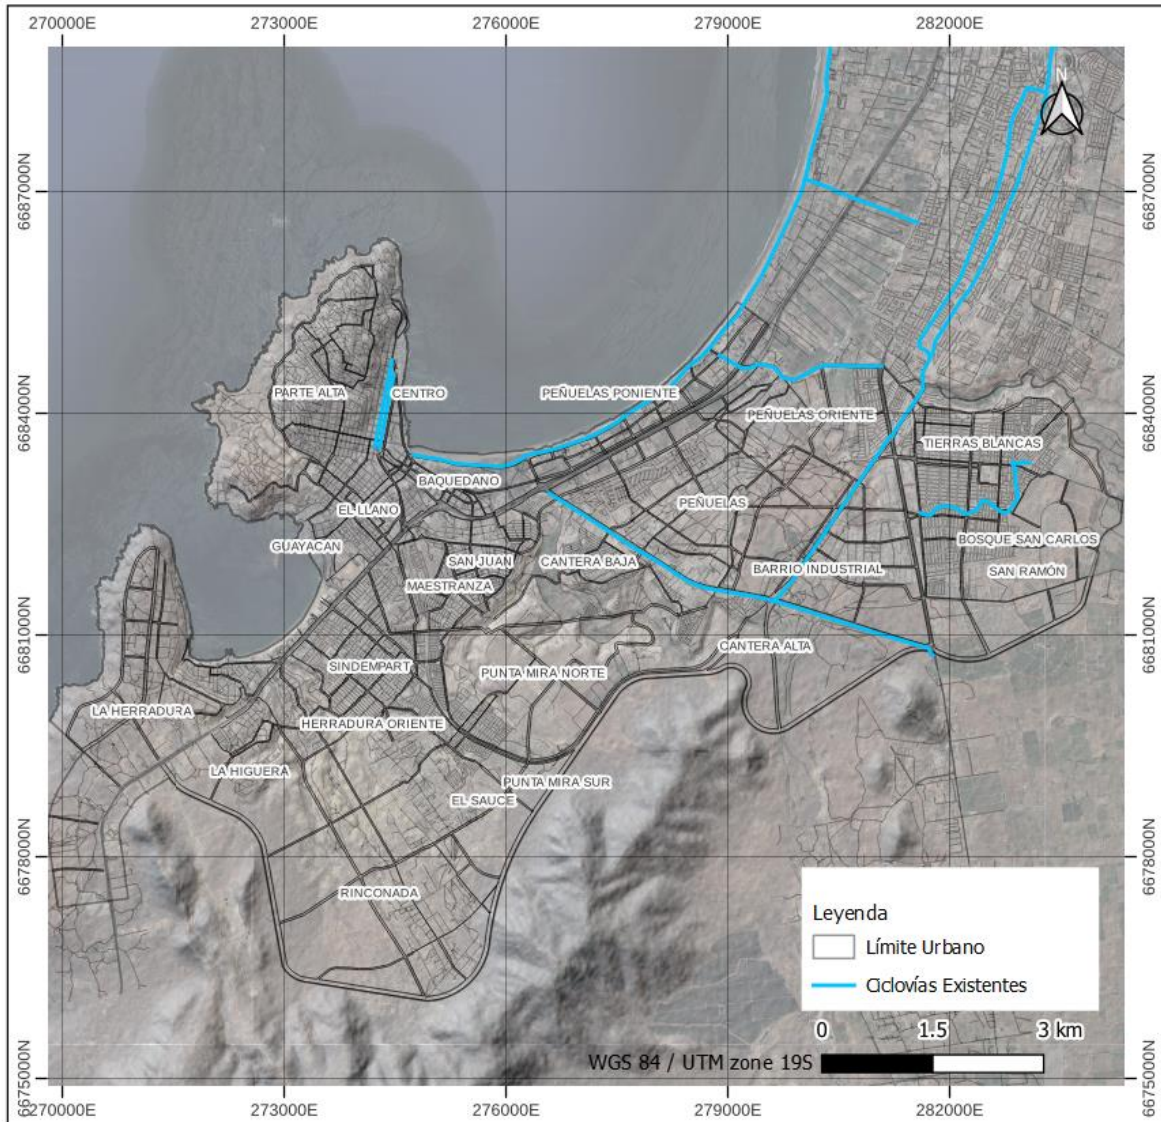 270000E 273000E 276000E 279000E 282000E
N
6687000N 6687000N
PARTE ALTA CENTRO PEÑUELAS PONIENTE
6684000N 6684000N
PEÑUELAS ORIENTE
TIERRAS BLANCAS
BAQUEDANO
EL LLANO PEÑUELAS
GUAYACAN BOSQUE SAN CARLOS
SAN JUAN CANTERA BAJA
BARRIO INDUSTRIAL SAN RAMÓN
MAESTRANZA
6681000N 6681000N
CANTERA ALTA
SINDEMPART PUNTA MIRA NORTE
LA HERRADURA
HERRADURA ORIENTE
LA HIGUERA
PUNTA MIRA SUR
EL SAUCE
6678000N 6678000N
RINCONADA
Leyenda
Límite Urbano
Ciclovías Existentes
0 1.5 3 km
WGS 84 / UTM zone 19S
6675000N 6675000N
270000E 273000E 276000E 279000E 282000E